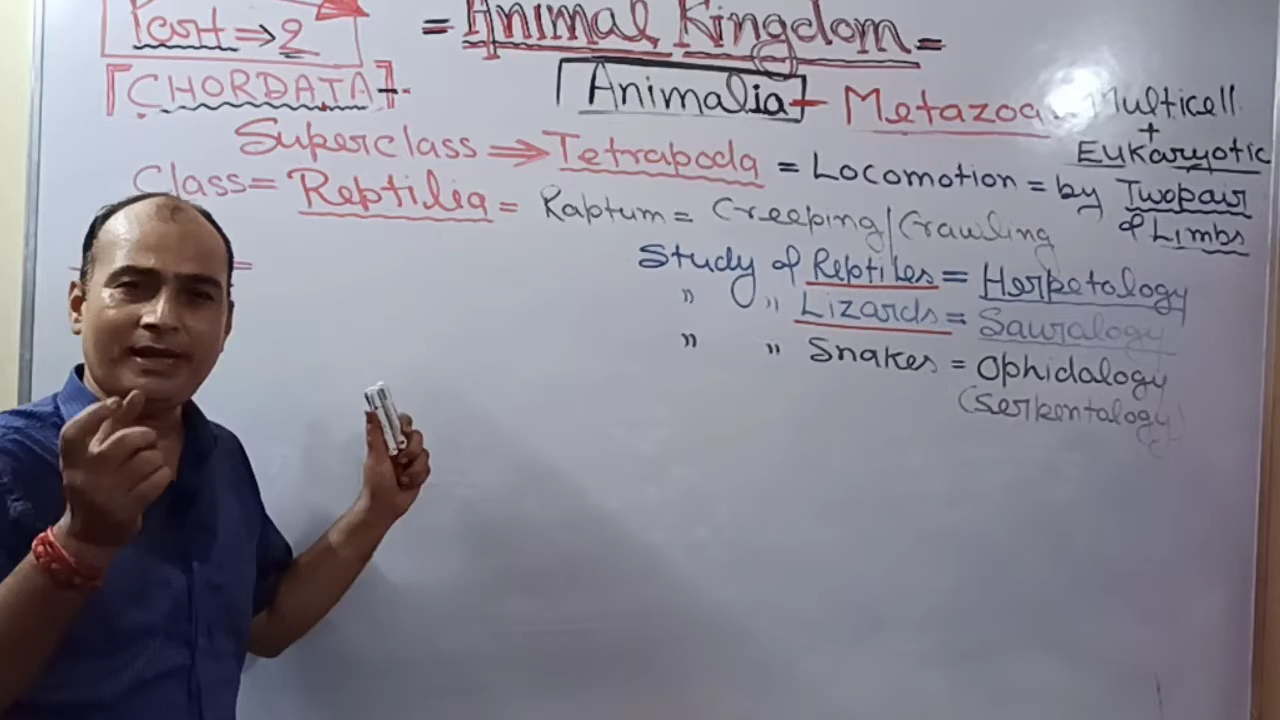 Part⇒2
= Animal Kingdom =
[CHORDATA]-
Animalia - Metazoa - Multicell
+
Eukaryotic
Superclass ⇒ Tetrapoda = Locomotion = by Twopair of Limbs
Class= Reptilia = Raptum = Creeping/Crawling
Study of Reptiles = Herpetology
" " Lizards = Sauralogy
" " Snakes = Ophidalogy
(Serpentalogy)